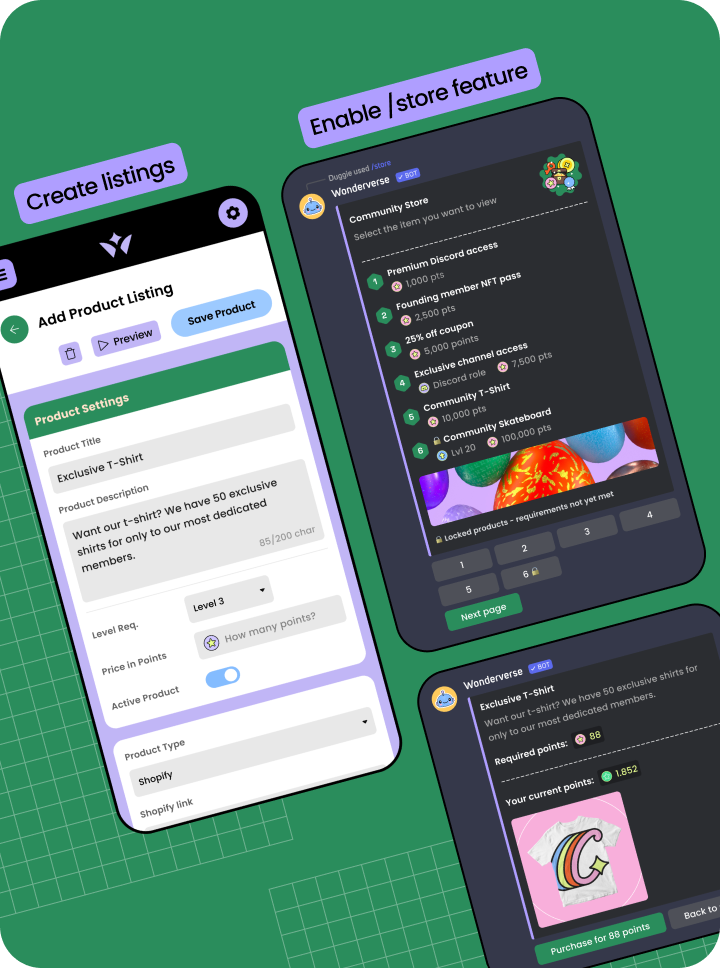 Create listings
Add Product Listing
Preview
Save Product
Product Settings
Product Title
Exclusive T-Shirt
Product Description
Want our t-shirt? We have 50 exclusive
shirts for only to our most dedicated
members.
85/200 char
Level Req.
Level 3
Price in Points
How many points?
Active Product
Product Type
Shopify
Shopify link
Enable /store feature
Duggie used /store
Wonderverse
BOT
Community Store
Select the item you want to view
1
Premium Discord access
1,000 pts
2
Founding member NFT pass
2,500 pts
3
25% off coupon
5,000 points
4
Exclusive channel access
Discord role 7,500 pts
5
Community T-Shirt
10,000 pts
6
Community Skateboard
Lvl 20 100,000 pts
Locked products - requirements not yet met
1 2 3 4
5 6
Next page
Wonderverse
BOT
Exclusive T-Shirt
Want our t-shirt? We have 50 exclusive shirts for
only to our most dedicated members.
Required points: 88
Your current points: 1,852
Purchase for 88 points
Back to